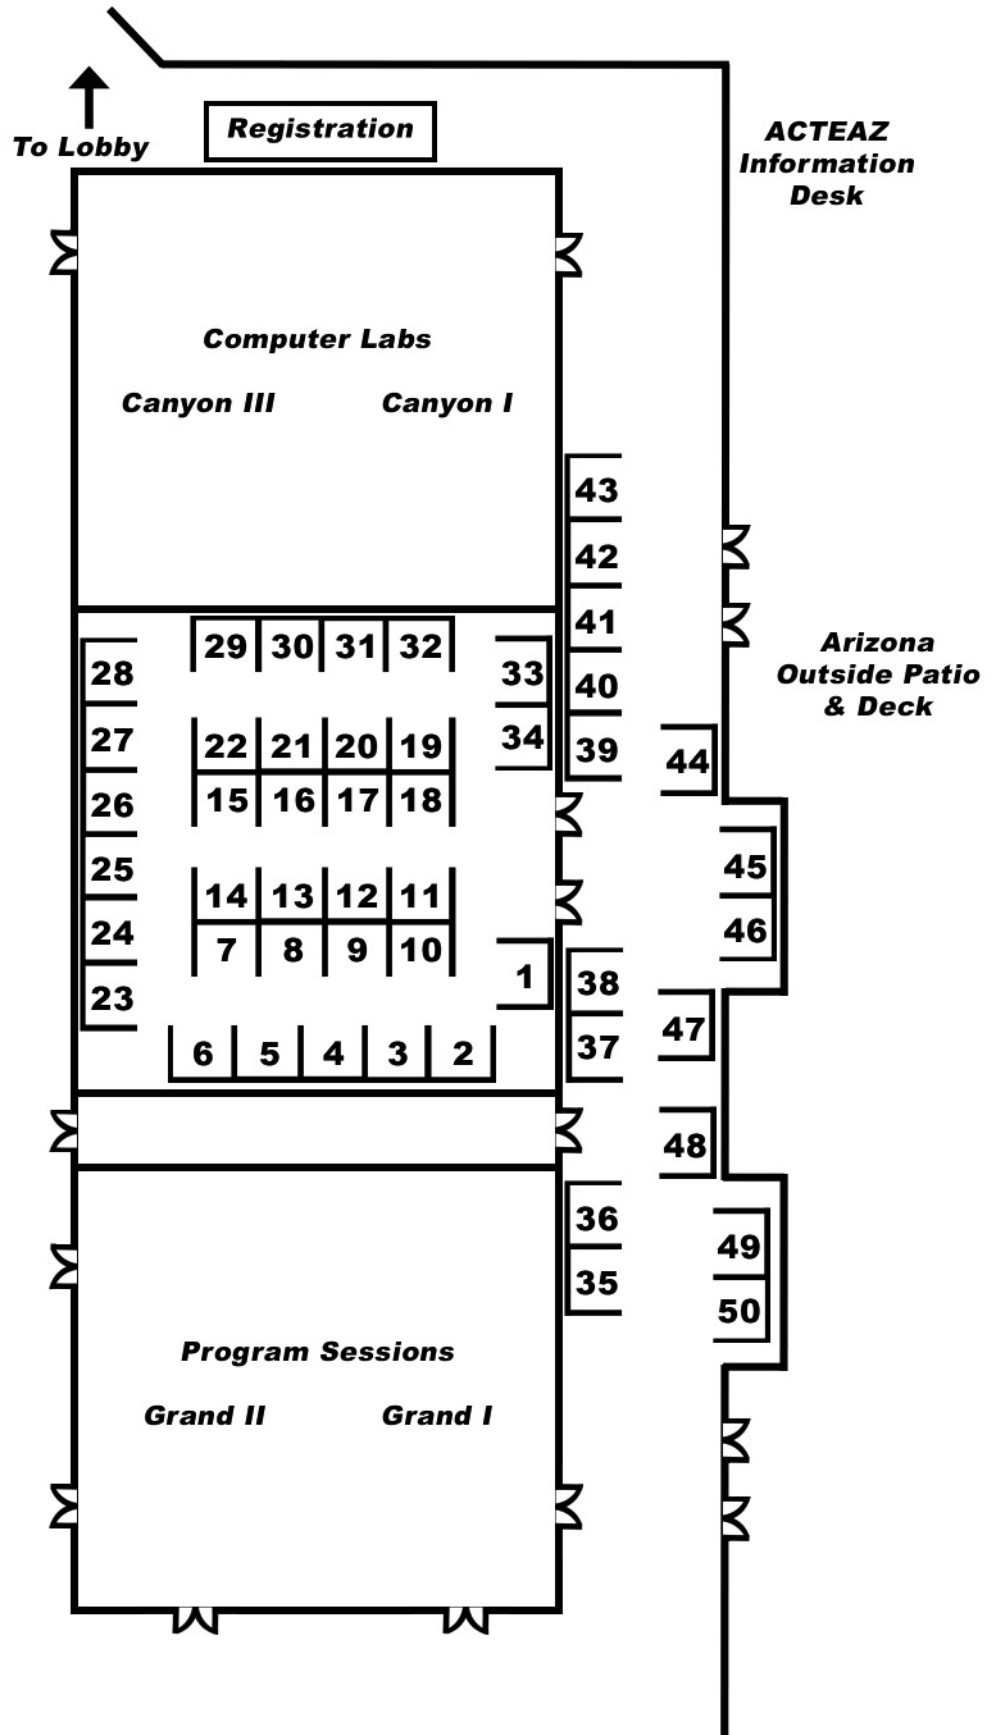 To Lobby
Registration
ACTEAZ
Information
Desk
Computer Labs
Canyon III Canyon I
43
42
41
40
39
29 30 31 32
33
34
28
27
26
25
24
23
22 21 20 19
15 16 17 18
14 13 12 11
7 8 9 10
1
6 5 4 3 2
Arizona
Outside Patio
& Deck
44
45
46
38
37
47
48
36
35
49
50
Program Sessions
Grand II Grand I